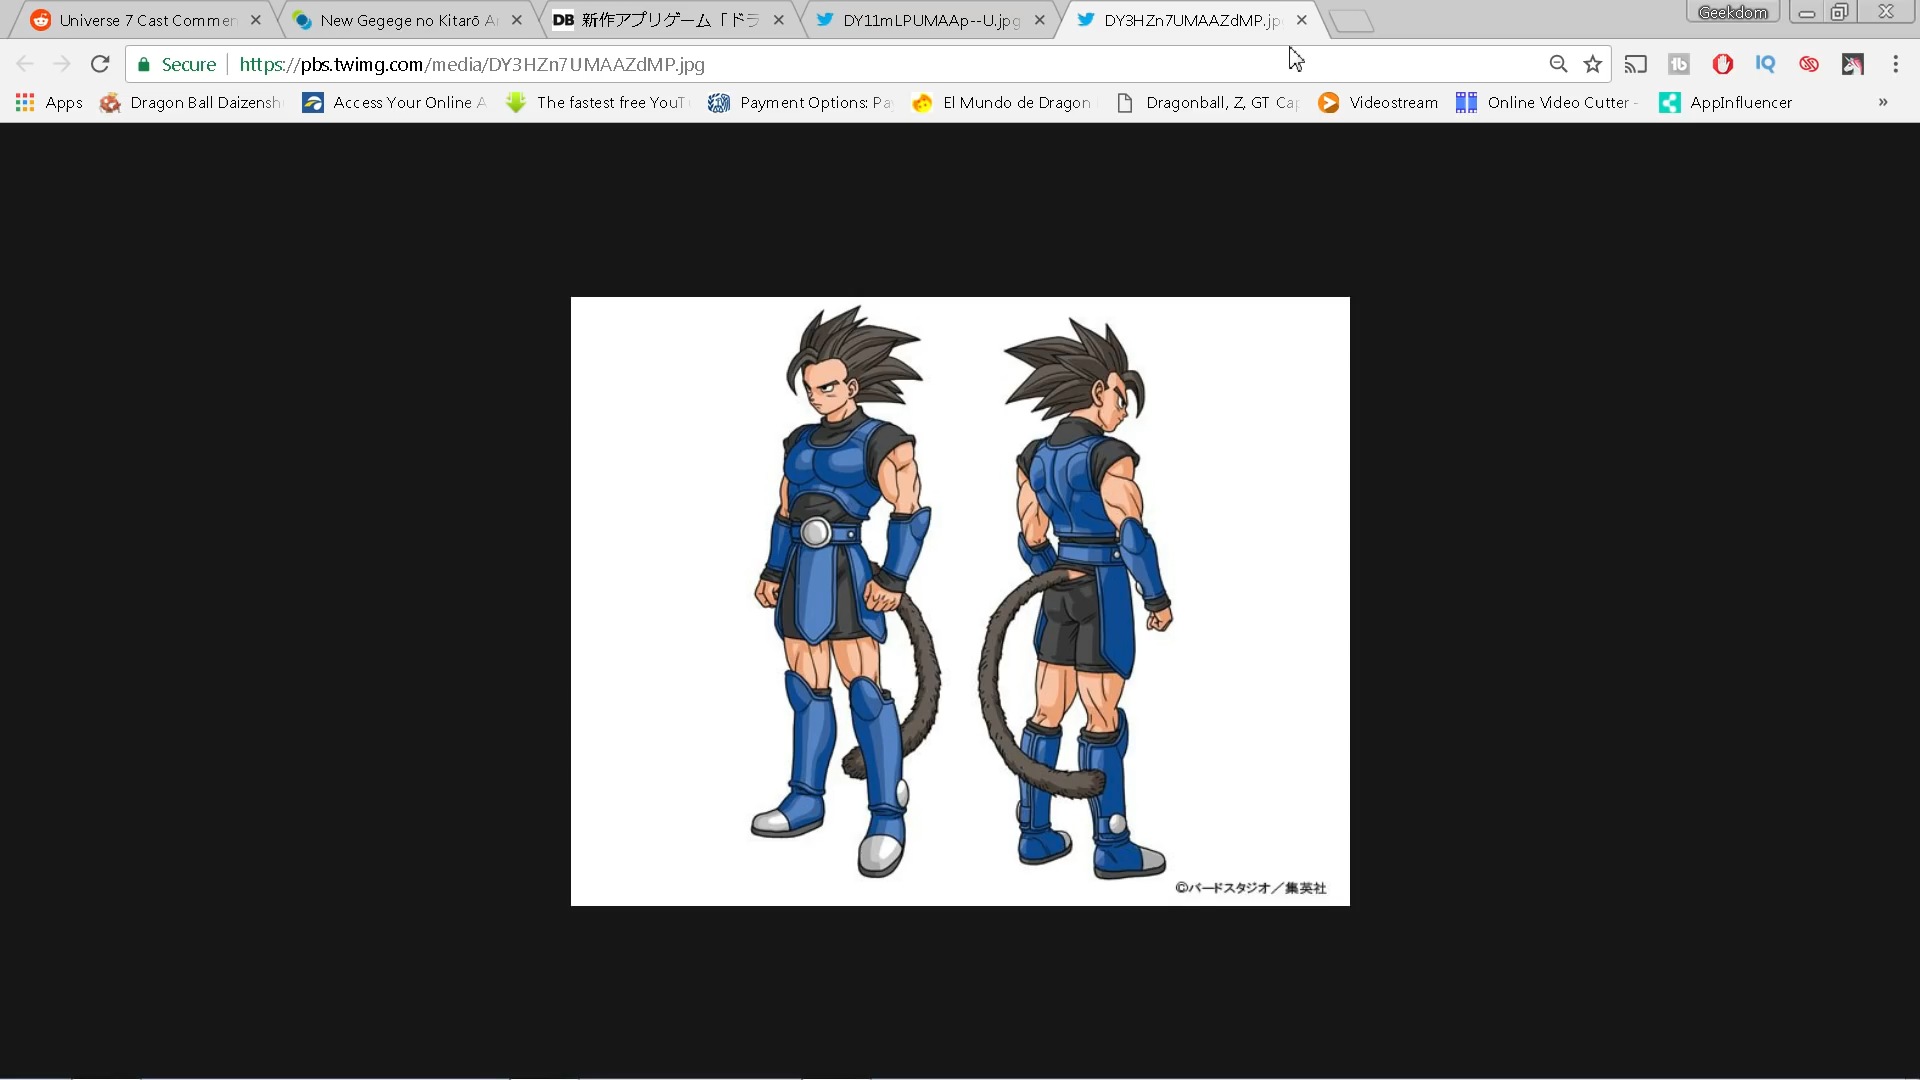 Universe 7 Cast Commen
New Gegege no Kitarō A
DB 新作アプリゲーム「ドラ
DY11mLPUMAAp--U.jpg
DY3HZn7UMAAZdMP.jp
Geekdom
Secure
https://pbs.twimg.com/media/DY3HZn7UMAAZdMP.jpg
Apps
Dragon Ball Daizensh
Access Your Online A
The fastest free YouT
Payment Options: Pa
El Mundo de Dragon
Dragonball, Z, GT Cap
Videostream
Online Video Cutter -
AppInfluencer
»
©バードスタジオ／集英社